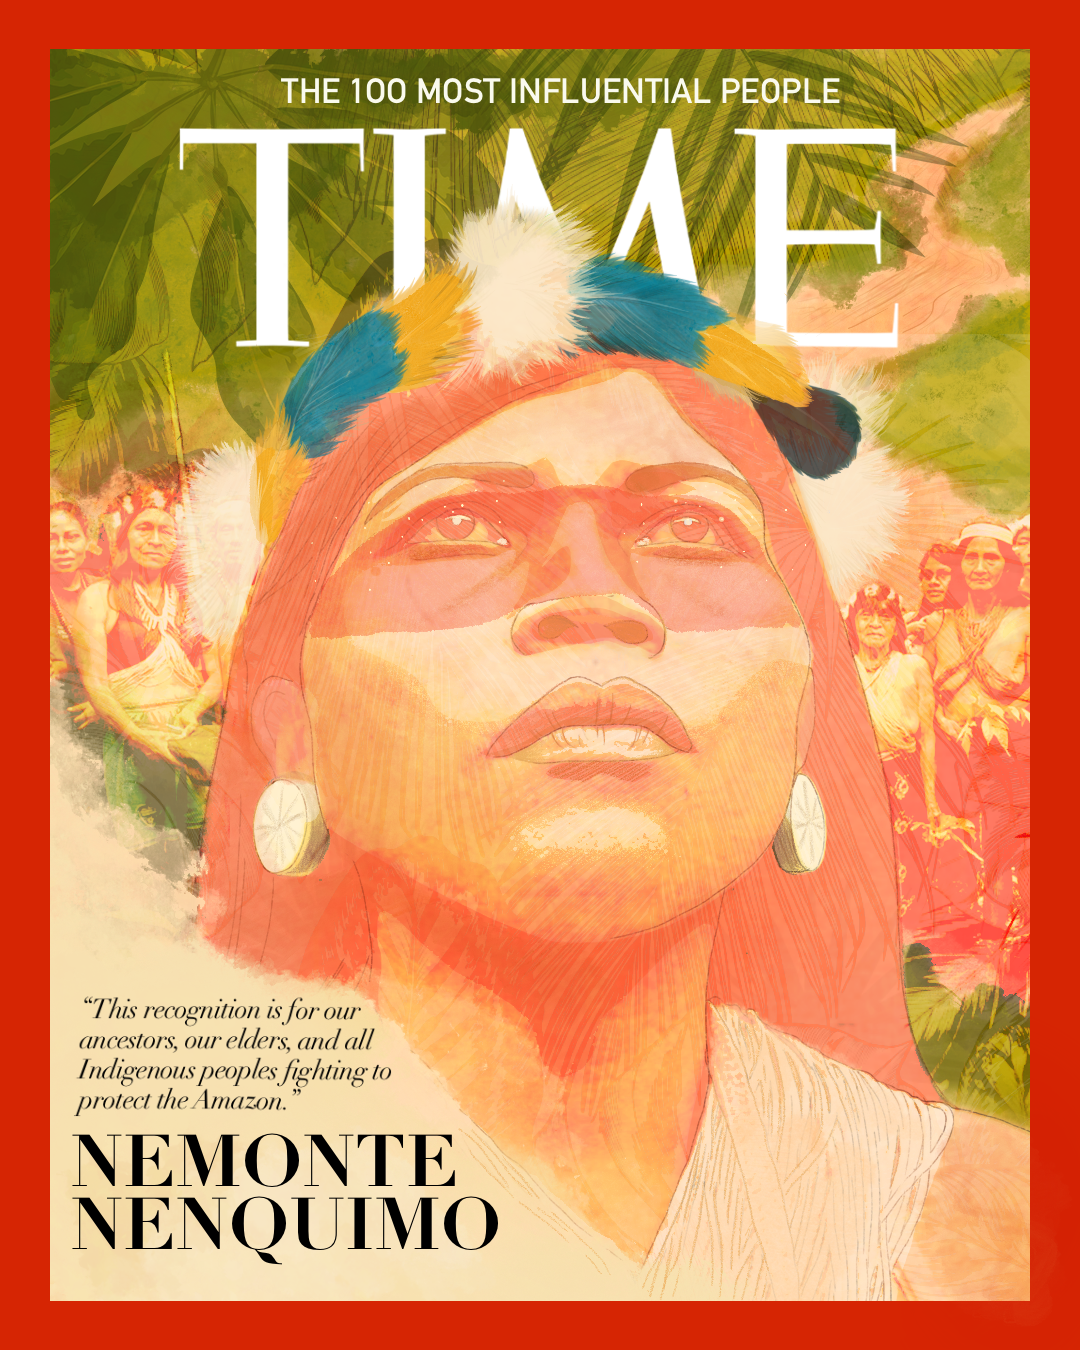 THE 100 MOST INFLUENTIAL PEOPLE
TIME
“This recognition is for our
ancestors, our elders, and all
Indigenous peoples fighting to
protect the Amazon.”
NEMONTE
NENQUIMO